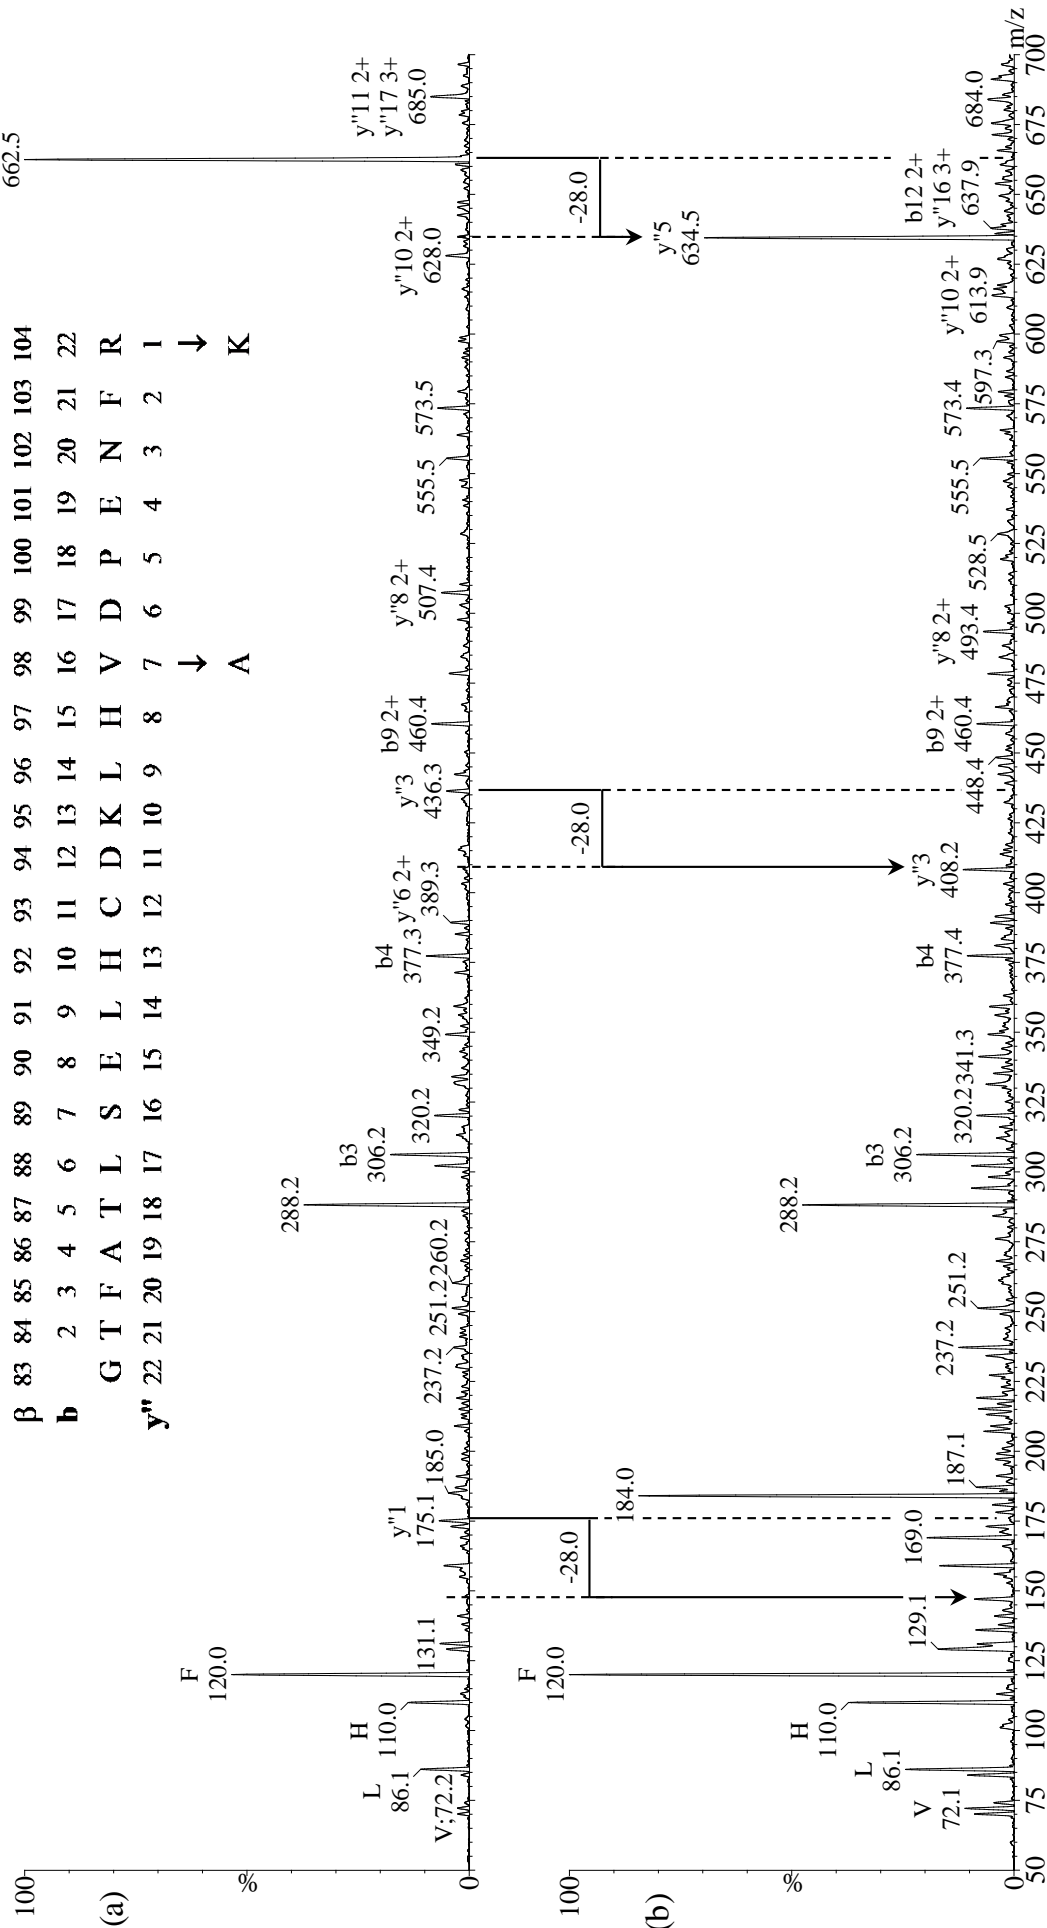 β 83 84 85 86 87 88 89 90 91 92 93 94 95 96 97 98 99 100 101 102 103 104
b 2 3 4 5 6 7 8 9 10 11 12 13 14 15 16 17 18 19 20 21 22
G T F A T L S E L H C D K L H V D P E N F R
y" 22 21 20 19 18 17 16 15 14 13 12 11 10 9 8 7 6 5 4 3 2 1
↓ ↓
A K
(a)
100
%
0
V;72.2
L
86.1
H
110.0
F
120.0
131.1
y"1
175.1
185.0
237.2
251.2
260.2
288.2
b3
306.2
320.2
349.2
b4
377.3
y"6 2+
389.3
y"3
436.3
b9 2+
460.4
y"8 2+
507.4
555.5
573.5
y"10 2+
628.0
662.5
y"11 2+
y"17 3+
685.0
-28.0
-28.0
-28.0
(b)
100
%
0
V
72.1
L
86.1
H
110.0
F
120.0
129.1
169.0
184.0
187.1
237.2
251.2
288.2
b3
306.2
320.2
341.3
b4
377.4
y"3
408.2
448.4
b9 2+
460.4
y"8 2+
493.4
528.5
555.5
573.4
597.3
y"10 2+
613.9
y"5
634.5
b12 2+
y"16 3+
637.9
684.0
50 75 100 125 150 175 200 225 250 275 300 325 350 375 400 425 450 475 500 525 550 575 600 625 650 675 700
m/z